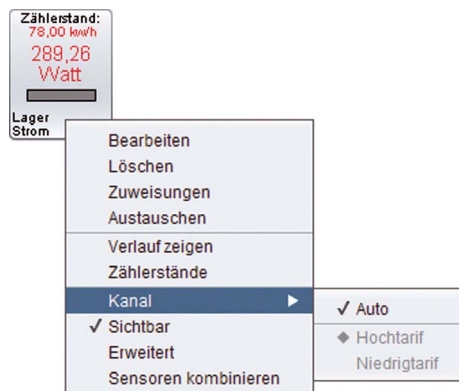 Zählerstand:
78,00 kw/h
289,26
Watt
Lager
Strom
Bearbeiten
Löschen
Zuweisungen
Austauschen
Verlauf zeigen
Zählerstände
Kanal
Sichtbar
Erweitert
Sensoren kombinieren
Auto
Hochtarif
Niedrigtarif